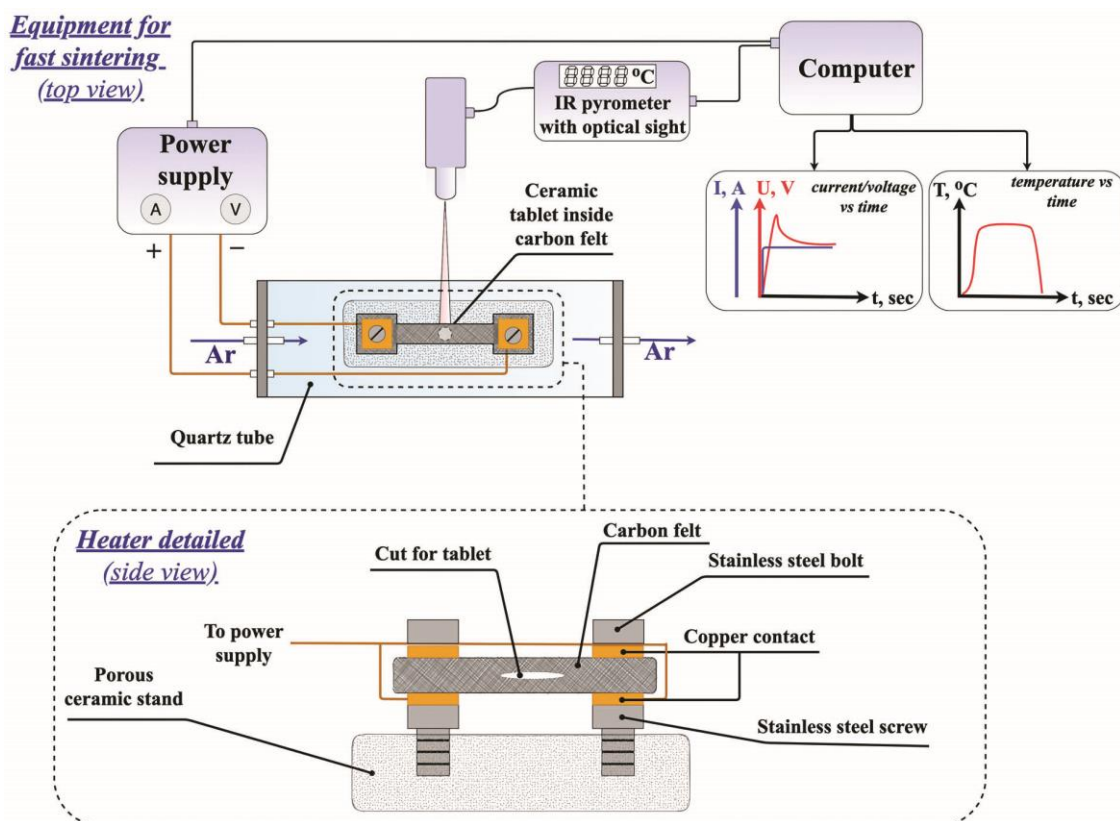 Equipment for
fast sintering
(top view)
Computer
8888 °C
IR pyrometer
with optical sight
Power
supply
A
V
+
−
Ceramic
tablet inside
carbon felt
I, A
U, V
current/voltage
vs time
t, sec
T, °C
temperature vs
time
t, sec
Ar
Ar
Quartz tube
Heater detailed
(side view)
Cut for tablet
Carbon felt
Stainless steel bolt
To power
supply
Copper contact
Porous
ceramic stand
Stainless steel screw